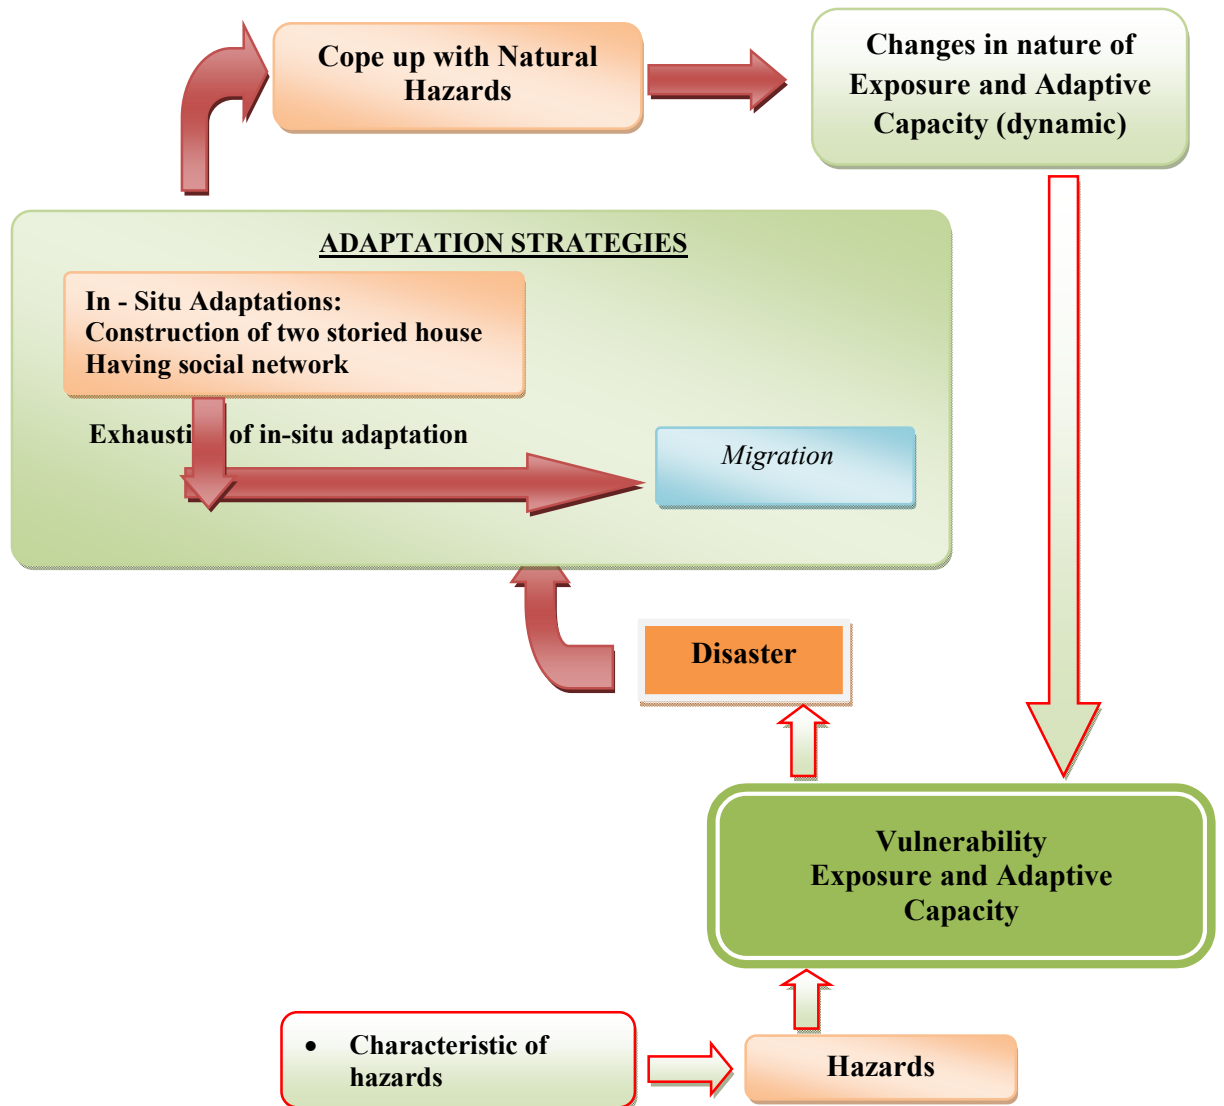 Cope up with Natural
Hazards
Changes in nature of
Exposure and Adaptive
Capacity (dynamic)
ADAPTATION STRATEGIES
In - Situ Adaptations:
Construction of two storied house
Having social network
of in-situ adaptation
Migration
Disaster
Vulnerability
Exposure and Adaptive
Capacity
• Characteristic of
hazards
Hazards